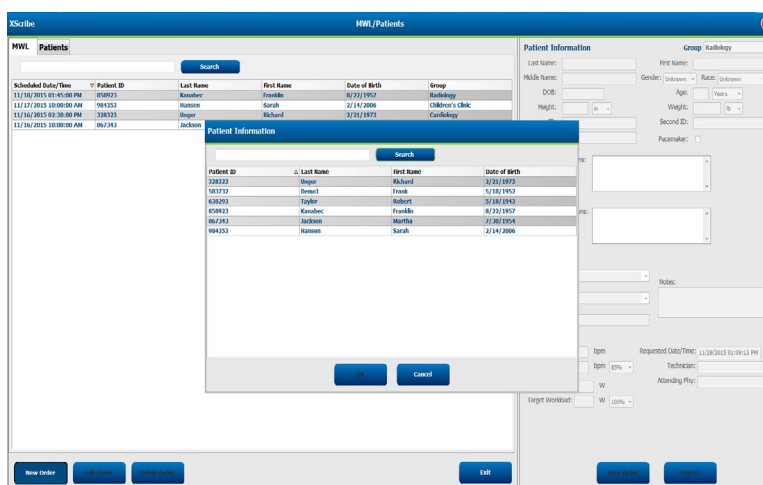 XScribe MWL/Patients
MWL Patients
Search
Scheduled Date/Time Patient ID Last Name First Name Date of Birth Group
11/18/2015 01:45:00 PM 858923 Kanabec Franklin 8/22/1957 Radiology
11/17/2015 10:00:00 AM 984353 Hansen Sarah 2/14/2006 Children's Clinic
11/16/2015 02:30:00 PM 328323 Unger Richard 2/21/1973 Cardiology
11/16/2015 10:00:00 AM 867343 Jackson
Patient Information
Search
Patient ID Last Name First Name Date of Birth
328323 Unger Richard 2/21/1973
583732 Demo1 Frank 5/18/1952
638293 Taylor Robert 5/18/1943
858923 Kanabec Franklin 8/22/1957
867343 Jackson Martha 7/30/1954
984353 Hansen Sarah 2/14/2006
OK Cancel
New Order Edit Order Delete Order Exit
Patient Information Group Radiology
Last Name: First Name:
Middle Name: Gender: Unknown Race: Unknown
DOB: Age: Years
Height: in Weight: lb
Second ID:
Pacemaker:
ns:
ns:
Notes:
bpm Requested Date/Time: 11/29/2015 01:09:13 PM
bpm 85% Technician:
W Attending Phy:
Target Workload: W 100%
Save Order Cancel